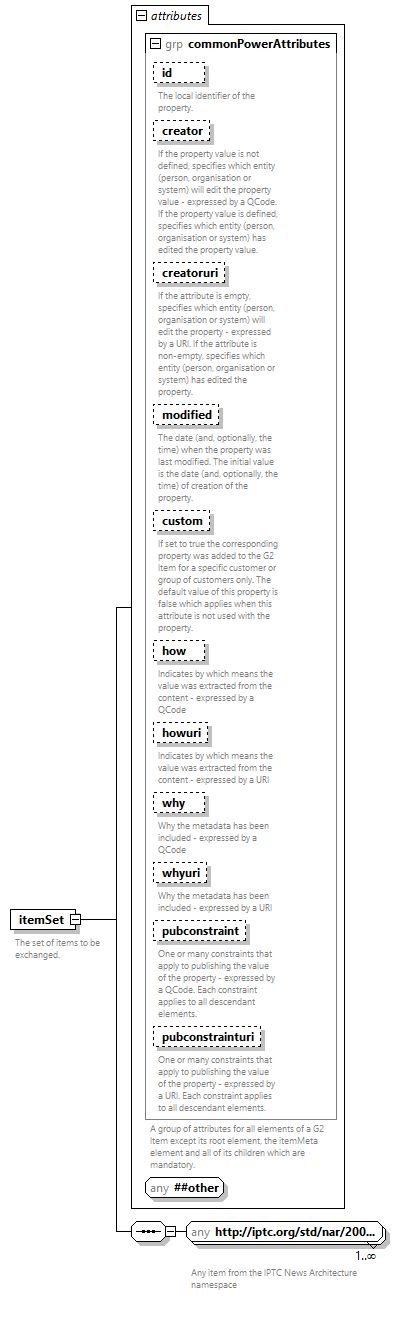 attributes
grp commonPowerAttributes
id
The local identifier of the
property.
creator
If the property value is not
defined, specifies which entity
(person, organisation or
system) will edit the property
value - expressed by a QCode.
If the property value is defined,
specifies which entity (person,
organisation or system) has
edited the property value.
creatoruri
If the attribute is empty,
specifies which entity (person,
organisation or system) will
edit the property - expressed
by a URI. If the attribute is
non-empty, specifies which
entity (person, organisation or
system) has edited the
property.
modified
The date (and, optionally, the
time) when the property was
last modified. The initial value
is the date (and, optionally, the
time) of creation of the
property.
custom
If set to true the corresponding
property was added to the G2
Item for a specific customer or
group of customers only. The
default value of this property is
false which applies when this
attribute is not used with the
property.
how
Indicates by which means the
value was extracted from the
content - expressed by a
QCode
howuri
Indicates by which means the
value was extracted from the
content - expressed by a URI
why
Why the metadata has been
included - expressed by a
QCode
whyuri
Why the metadata has been
included - expressed by a URI
pubconstraint
One or many constraints that
apply to publishing the value
of the property - expressed by
a QCode. Each constraint
applies to all descendant
elements.
pubconstrainturi
One or many constraints that
apply to publishing the value
of the property - expressed by
a URI. Each constraint applies
to all descendant elements.
A group of attributes for all elements of a G2
Item except its root element, the itemMeta
element and all of its children which are
mandatory.
any ##other
itemSet
The set of items to be
exchanged.
any http://iptc.org/std/nar/200...
1..∞
Any item from the IPTC News Architecture
namespace